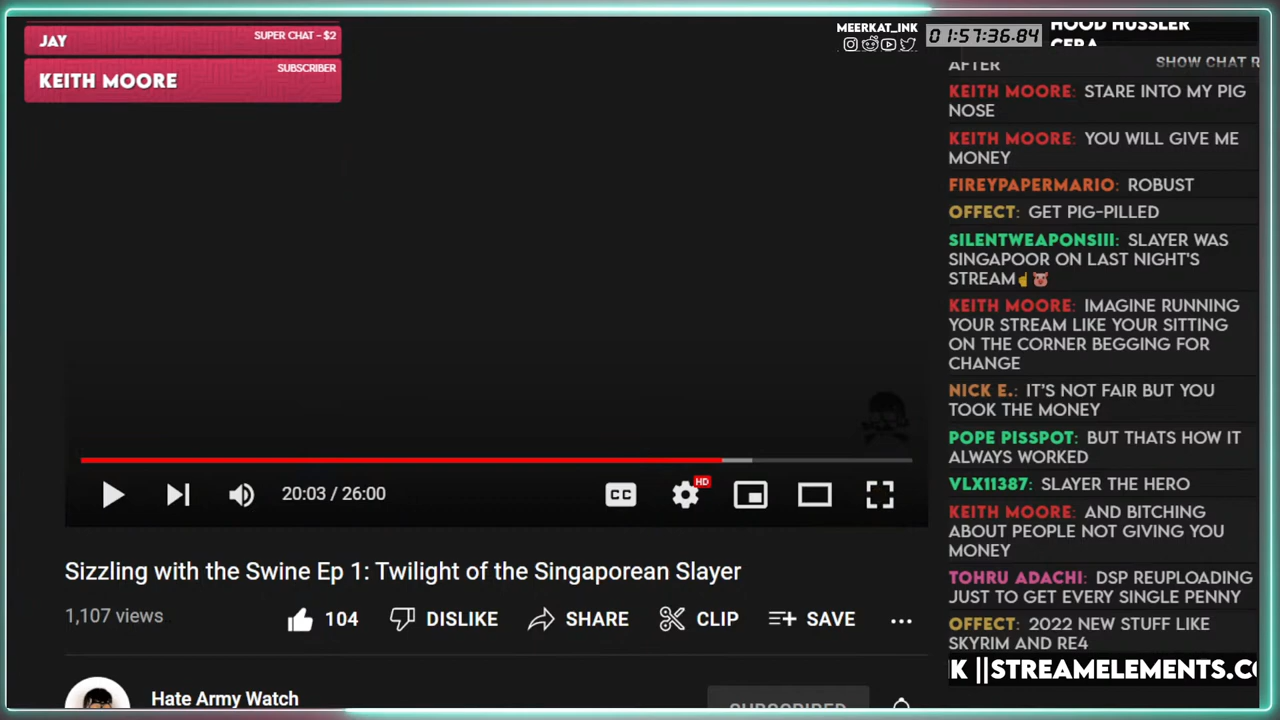 JAY
SUPER CHAT - $2
KEITH MOORE
SUBSCRIBER
MEERKAT_INK
01:57:36.84
HOOD HUSSLER
CERA
AFTER
SHOW CHAT R
KEITH MOORE: STARE INTO MY PIG
NOSE
KEITH MOORE: YOU WILL GIVE ME
MONEY
FIREYPAPERMARIO: ROBUST
OFFECT: GET PIG-PILLED
SILENTWEAPONSIII: SLAYER WAS
SINGAPOOR ON LAST NIGHT'S
STREAM☝🐷
KEITH MOORE: IMAGINE RUNNING
YOUR STREAM LIKE YOUR SITTING
ON THE CORNER BEGGING FOR
CHANGE
NICK E.: IT'S NOT FAIR BUT YOU
TOOK THE MONEY
POPE PISSPOT: BUT THATS HOW IT
ALWAYS WORKED
VLX11387: SLAYER THE HERO
KEITH MOORE: AND BITCHING
ABOUT PEOPLE NOT GIVING YOU
MONEY
TOHRU ADACHI: DSP REUPLOADING
JUST TO GET EVERY SINGLE PENNY
OFFECT: 2022 NEW STUFF LIKE
SKYRIM AND RE4
K ||STREAMELEMENTS.CO
20:03 / 26:00
CC
HD
Sizzling with the Swine Ep 1: Twilight of the Singaporean Slayer
1,107 views
104
DISLIKE
SHARE
CLIP
SAVE
Hate Army Watch
SUBSCRIBED